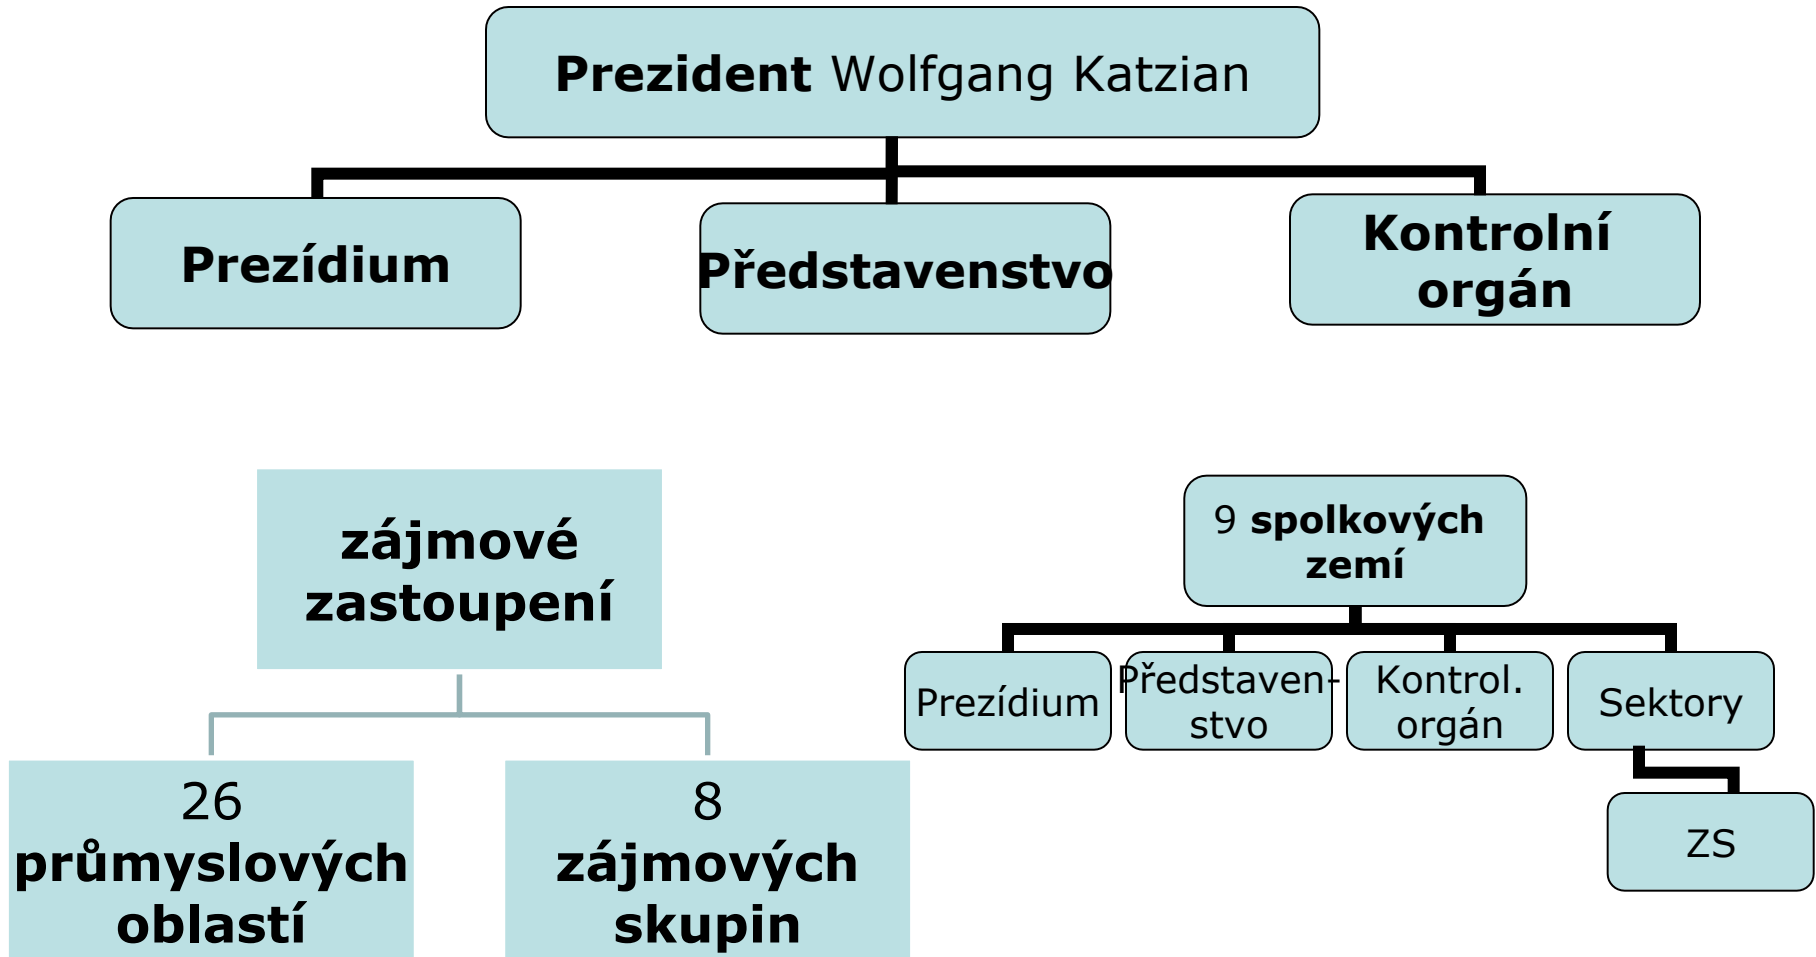 Prezident Wolfgang Katzian
Prezídium
Představenstvo
Kontrolní
orgán
zájmové
zastoupení
26
průmyslových
oblastí
8
zájmových
skupin
9 spolkových
zemí
Prezídium
Představen-
stvo
Kontrol.
orgán
Sektory
ZS